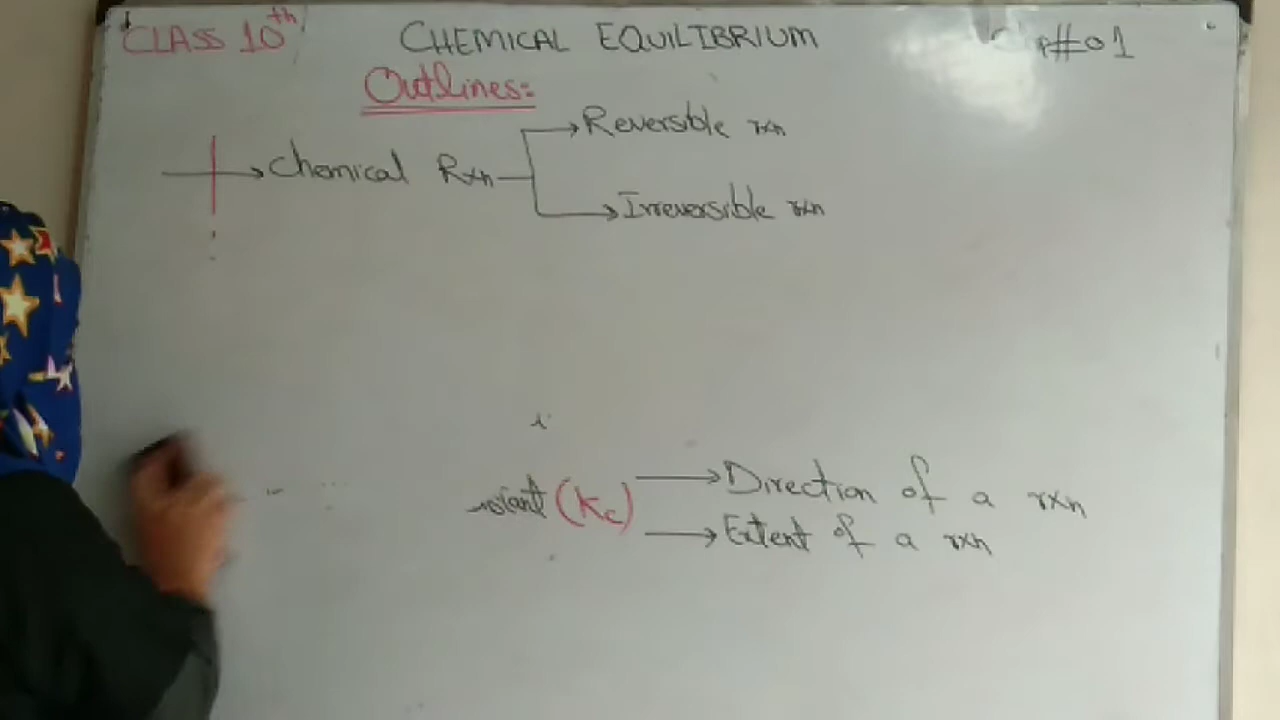 CLASS 10th CHEMICAL EQUILIBRIUM #01
Outlines:
Reversible rxn
Chemical Rxn
Irreversible rxn
(Kc) Direction of a rxn
Extent of a rxn